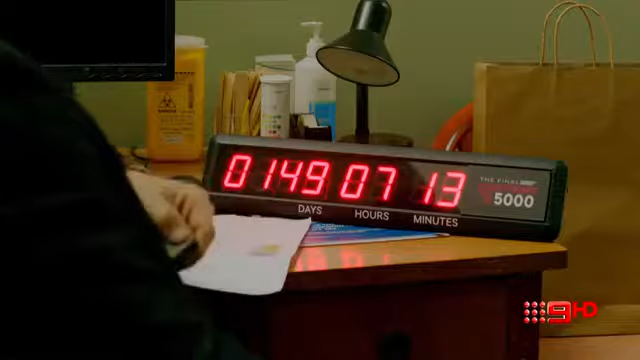 0149 07 13
DAYS HOURS MINUTES
THE FINAL
5000
9HD